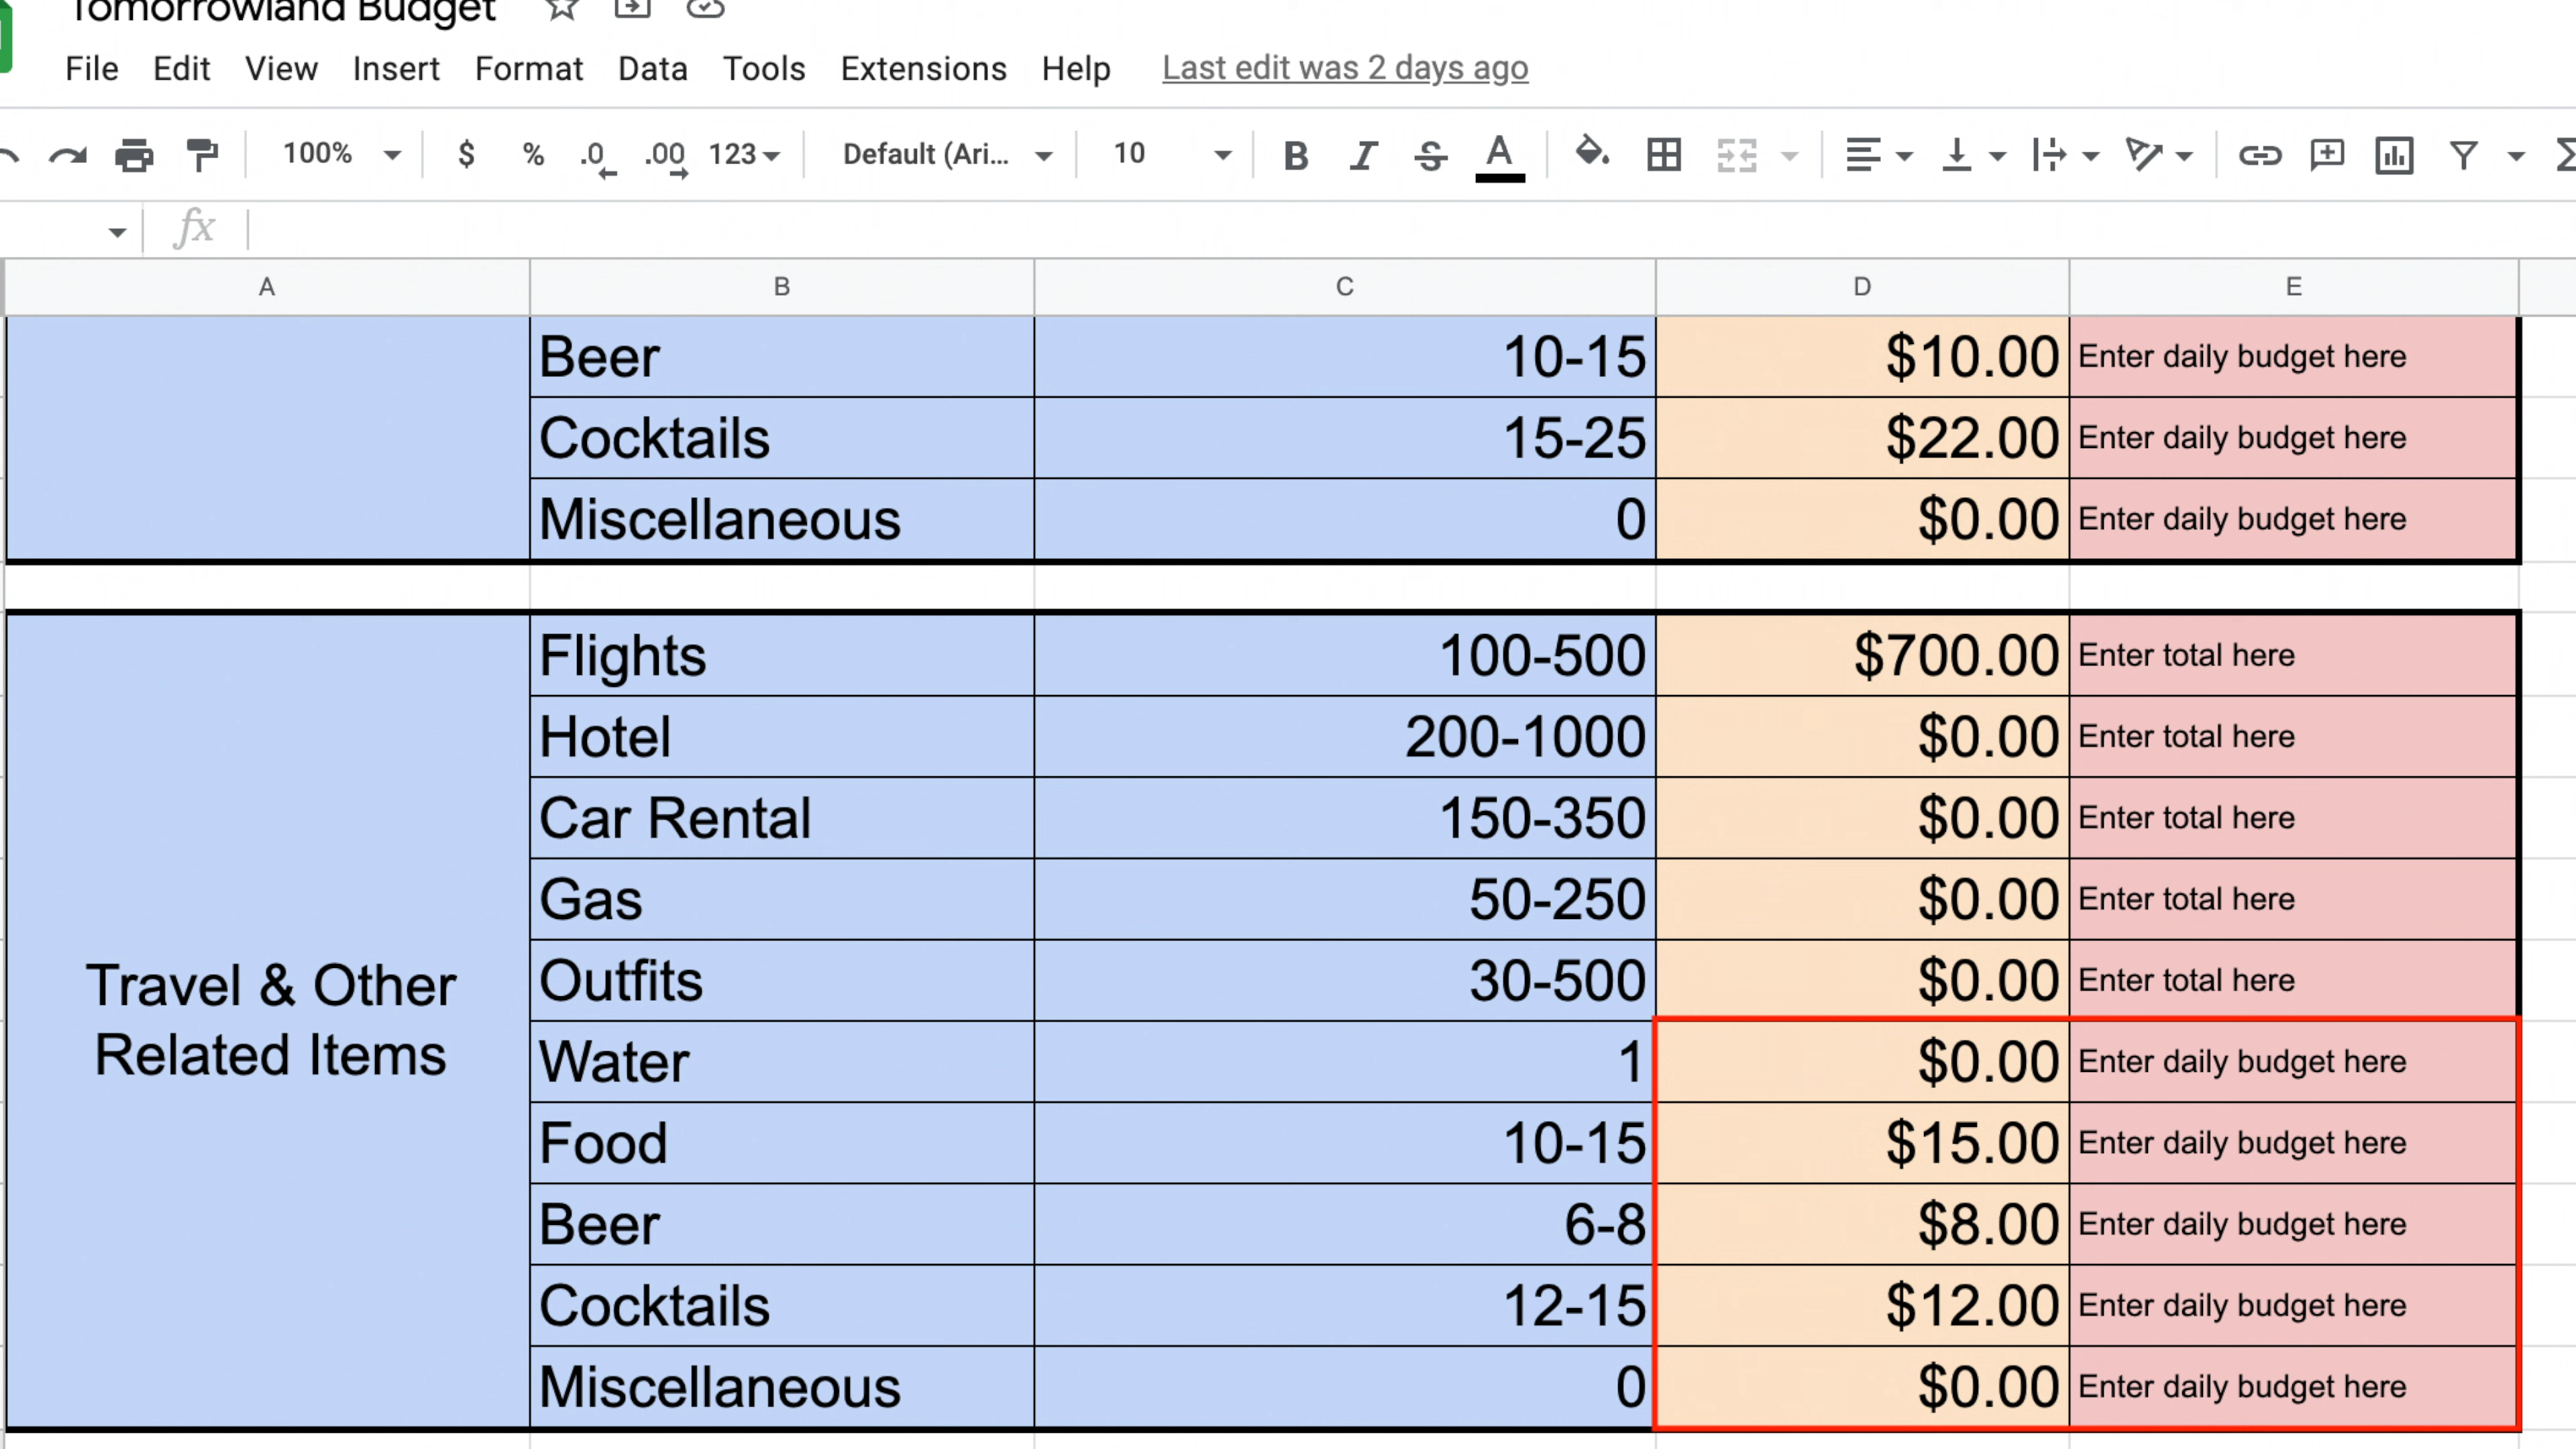 Tomorrowland Budget
File Edit View Insert Format Data Tools Extensions Help Last edit was 2 days ago
100% $ % .0 .00 123 Default (Ari... 10 B I S A
fx
A B C D E
Beer 10-15 $10.00 Enter daily budget here
Cocktails 15-25 $22.00 Enter daily budget here
Miscellaneous 0 $0.00 Enter daily budget here
Travel & Other
Related Items
Flights 100-500 $700.00 Enter total here
Hotel 200-1000 $0.00 Enter total here
Car Rental 150-350 $0.00 Enter total here
Gas 50-250 $0.00 Enter total here
Outfits 30-500 $0.00 Enter total here
Water 1 $0.00 Enter daily budget here
Food 10-15 $15.00 Enter daily budget here
Beer 6-8 $8.00 Enter daily budget here
Cocktails 12-15 $12.00 Enter daily budget here
Miscellaneous 0 $0.00 Enter daily budget here